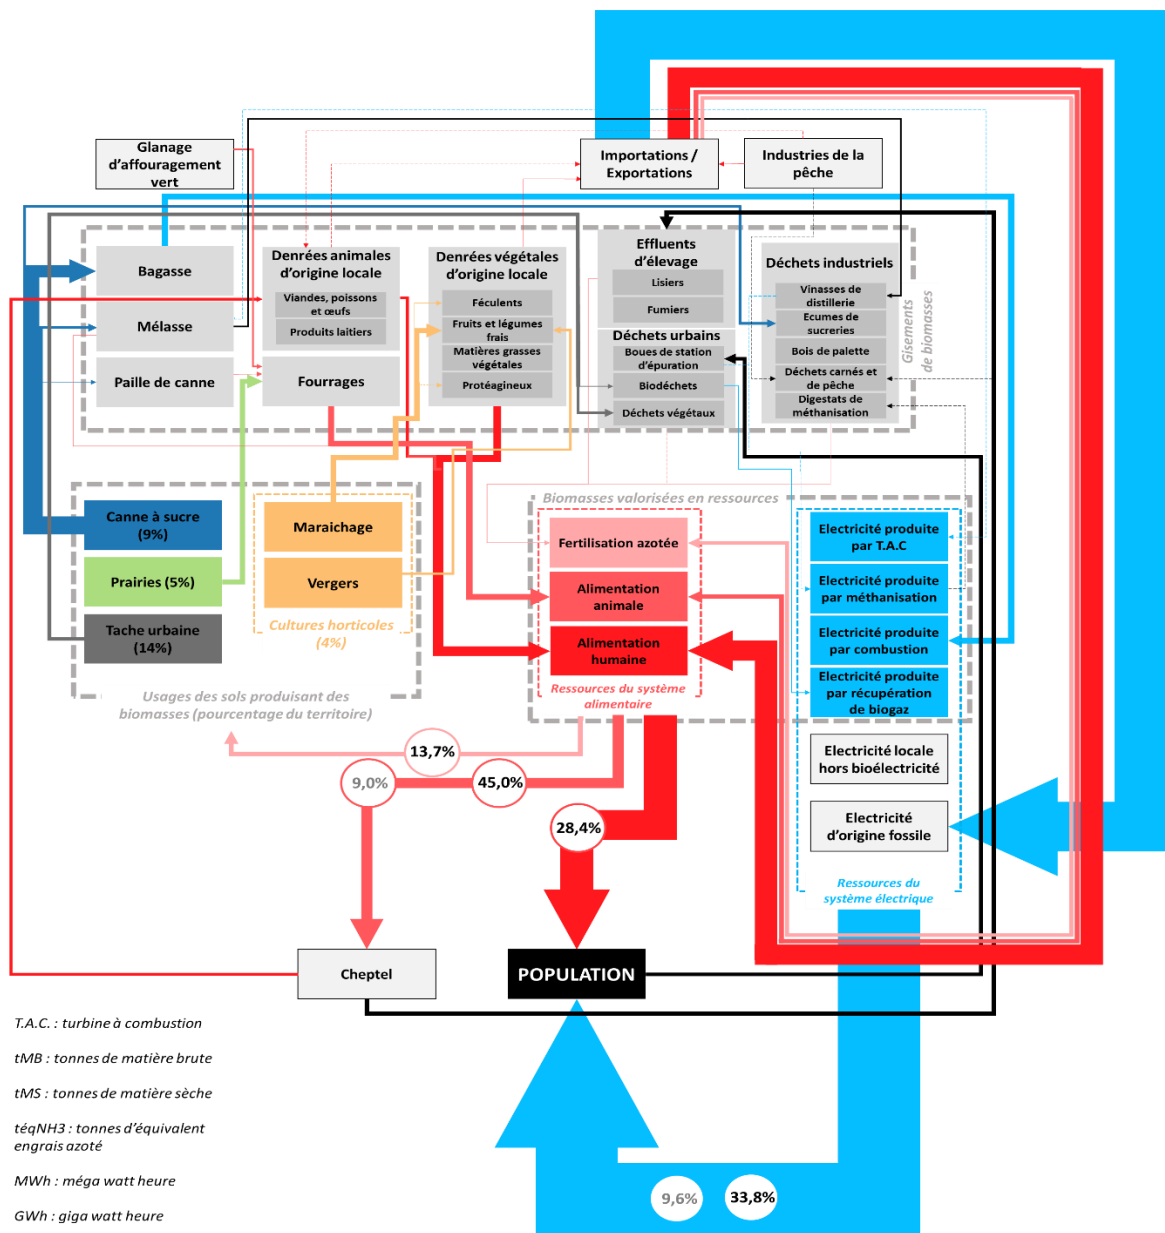 Glanage
d’affouragement
vert
Importations /
Exportations
Industries de la
pêche
Bagasse
Mélasse
Paille de canne
Denrées animales
d’origine locale
Viandes, poissons
et œufs
Produits laitiers
Fourrages
Denrées végétales
d’origine locale
Féculents
Fruits et légumes
frais
Matières grasses
végétales
Protéagineux
Effluents
d’élevage
Lisiers
Fumiers
Déchets urbains
Boues de station
d’épuration
Biodéchets
Déchets végétaux
Déchets industriels
Vinasses de
distillerie
Ecumes de
sucreries
Bois de palette
Déchets carnés et
de pêche
Digestats de
méthanisation
Gisements
de biomasses
Canne à sucre
(9%)
Prairies (5%)
Tache urbaine
(14%)
Maraichage
Vergers
Cultures horticoles
(4%)
Usages des sols produisant des
biomasses (pourcentage du territoire)
Biomasses valorisées en ressources
Fertilisation azotée
Alimentation
animale
Alimentation
humaine
Ressources du système
alimentaire
Electricité produite
par T.A.C
Electricité produite
par méthanisation
Electricité produite
par combustion
Electricité produite
par récupération
de biogaz
Electricité locale
hors bioélectricité
Electricité
d’origine fossile
Ressources du
système électrique
13,7%
9,0%
45,0%
28,4%
Cheptel
POPULATION
9,6%
33,8%
T.A.C. : turbine à combustion
tMB : tonnes de matière brute
tMS : tonnes de matière sèche
téqNH3 : tonnes d’équivalent
engrais azoté
MWh : méga watt heure
GWh : giga watt heure